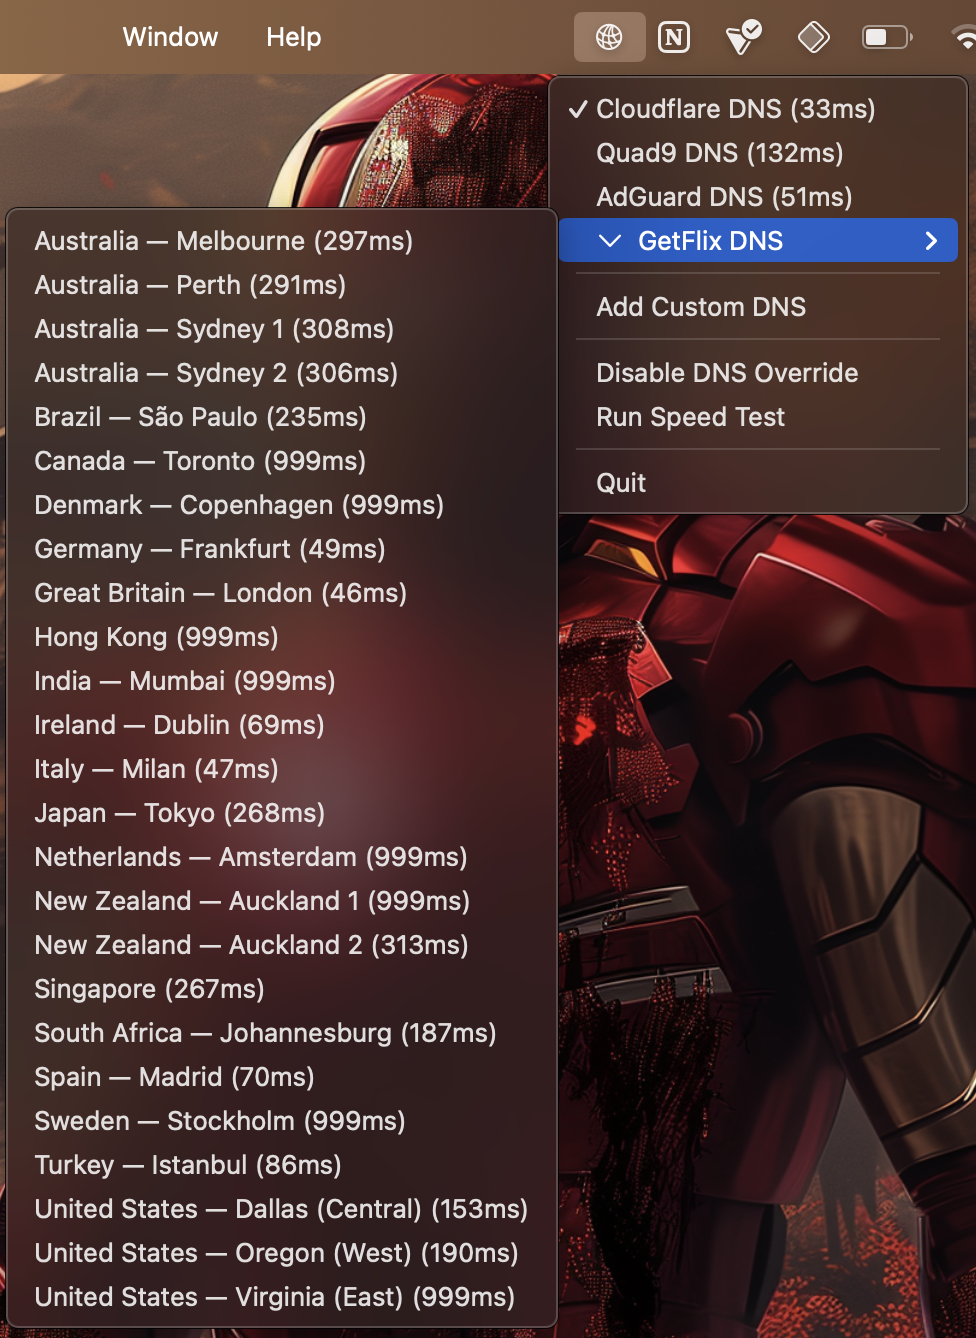 Window Help
N
✓ Cloudflare DNS (33ms)
Quad9 DNS (132ms)
AdGuard DNS (51ms)
GetFlix DNS
Add Custom DNS
Disable DNS Override
Run Speed Test
Quit
Australia — Melbourne (297ms)
Australia — Perth (291ms)
Australia — Sydney 1 (308ms)
Australia — Sydney 2 (306ms)
Brazil — São Paulo (235ms)
Canada — Toronto (999ms)
Denmark — Copenhagen (999ms)
Germany — Frankfurt (49ms)
Great Britain — London (46ms)
Hong Kong (999ms)
India — Mumbai (999ms)
Ireland — Dublin (69ms)
Italy — Milan (47ms)
Japan — Tokyo (268ms)
Netherlands — Amsterdam (999ms)
New Zealand — Auckland 1 (999ms)
New Zealand — Auckland 2 (313ms)
Singapore (267ms)
South Africa — Johannesburg (187ms)
Spain — Madrid (70ms)
Sweden — Stockholm (999ms)
Turkey — Istanbul (86ms)
United States — Dallas (Central) (153ms)
United States — Oregon (West) (190ms)
United States — Virginia (East) (999ms)